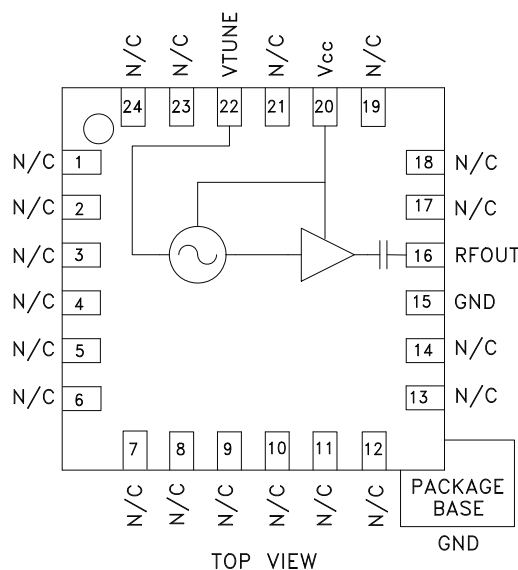 N/C N/C VTUNE N/C Vcc N/C
24 23 22 21 20 19
N/C 1 18 N/C
N/C 2 17 N/C
N/C 3 16 RFOUT
N/C 4 15 GND
N/C 5 14 N/C
N/C 6 13 N/C
7 8 9 10 11 12
N/C N/C N/C N/C N/C N/C
PACKAGE
BASE
GND
TOP VIEW